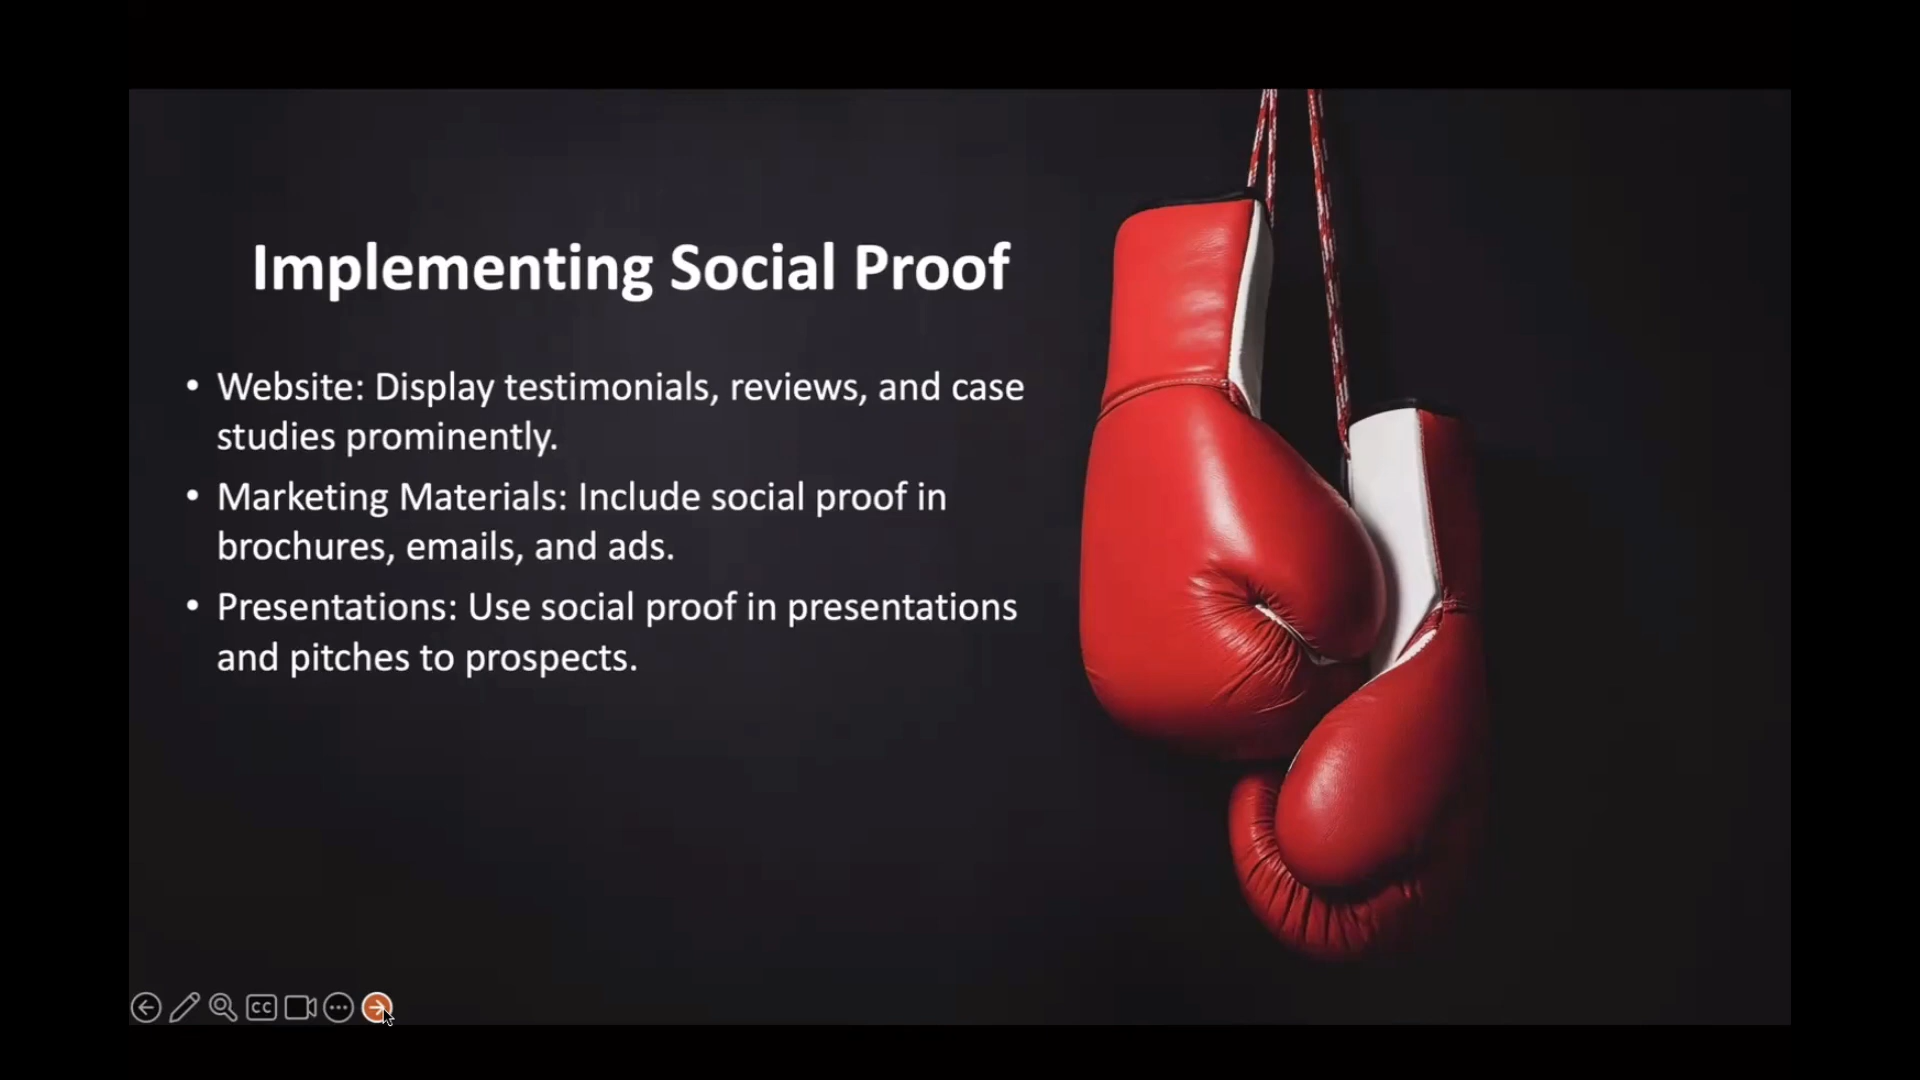 Implementing Social Proof
• Website: Display testimonials, reviews, and case
studies prominently.
• Marketing Materials: Include social proof in
brochures, emails, and ads.
• Presentations: Use social proof in presentations
and pitches to prospects.
CC